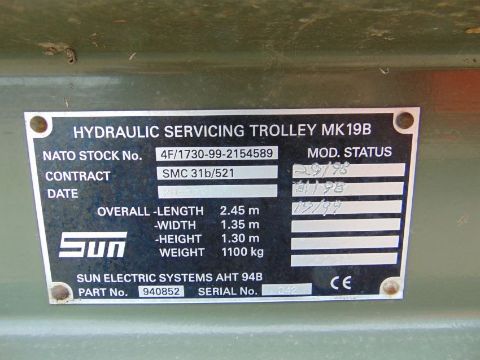 HYDRAULIC SERVICING TROLLEY MK19B
NATO STOCK No. 4F/1730-99-2154589 MOD. STATUS
CONTRACT SMC 31b/521
DATE
OVERALL -LENGTH 2.45 m
-WIDTH 1.35 m
-HEIGHT 1.30 m
WEIGHT 1100 kg
Sun
SUN ELECTRIC SYSTEMS AHT 94B
PART No. 940852 SERIAL No. 042 CE